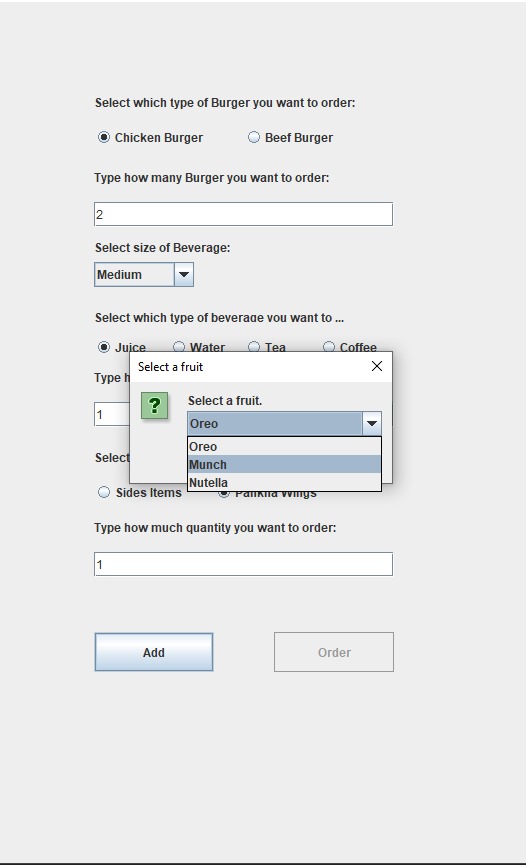 Select which type of Burger you want to order:
Chicken Burger Beef Burger
Type how many Burger you want to order:
2
Select size of Beverage:
Medium
Select which type of beverage you want to ...
Juice Water Tea Coffee
Select a fruit
Type
?
Select a fruit.
1
Oreo
Oreo
Select
Munch
Nutella
Sides Items Pankha Wings
Type how much quantity you want to order:
1
Add Order